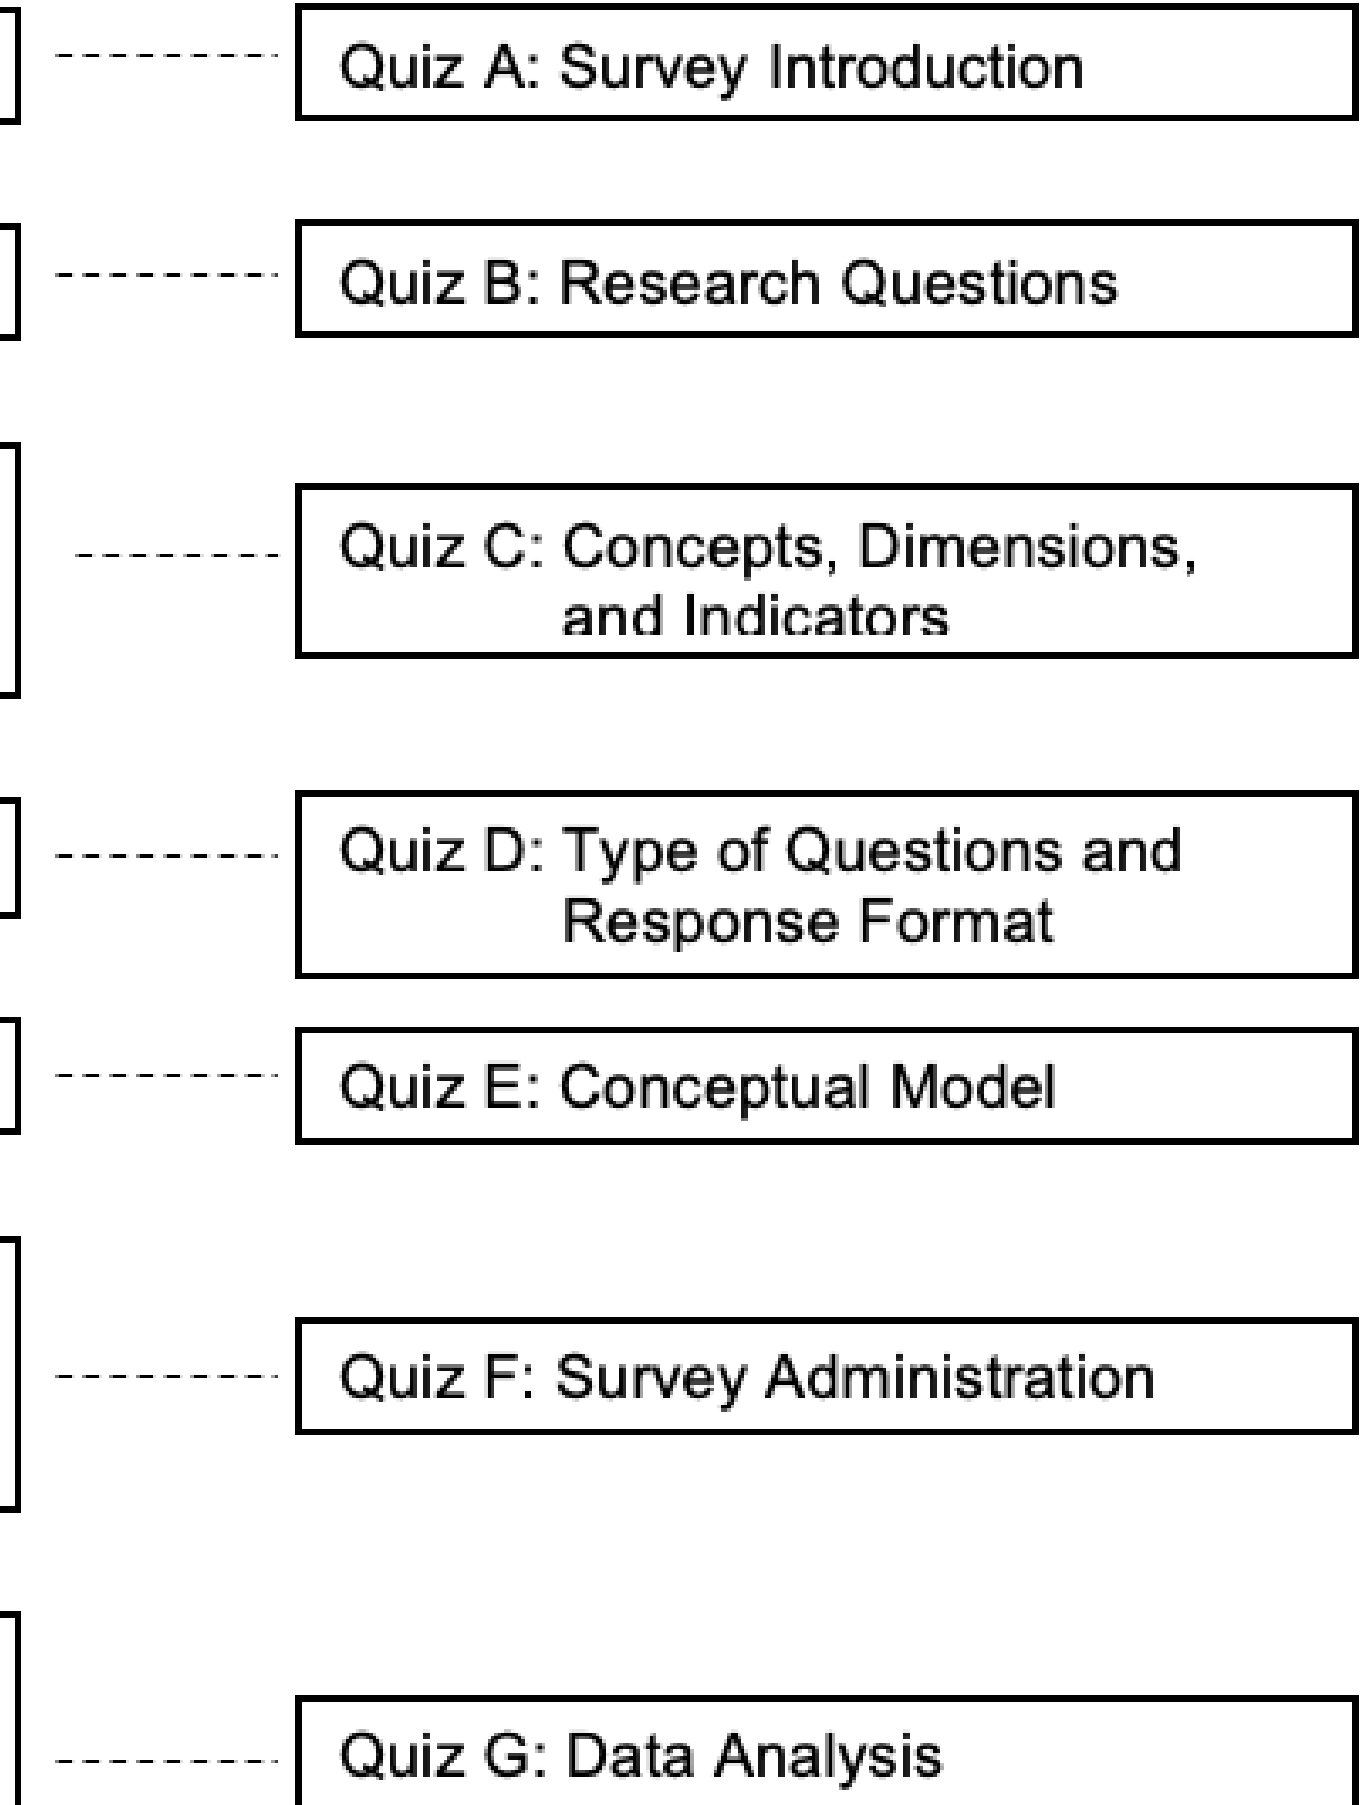 Quiz A: Survey Introduction
Quiz B: Research Questions
Quiz C: Concepts, Dimensions,
and Indicators
Quiz D: Type of Questions and
Response Format
Quiz E: Conceptual Model
Quiz F: Survey Administration
Quiz G: Data Analysis